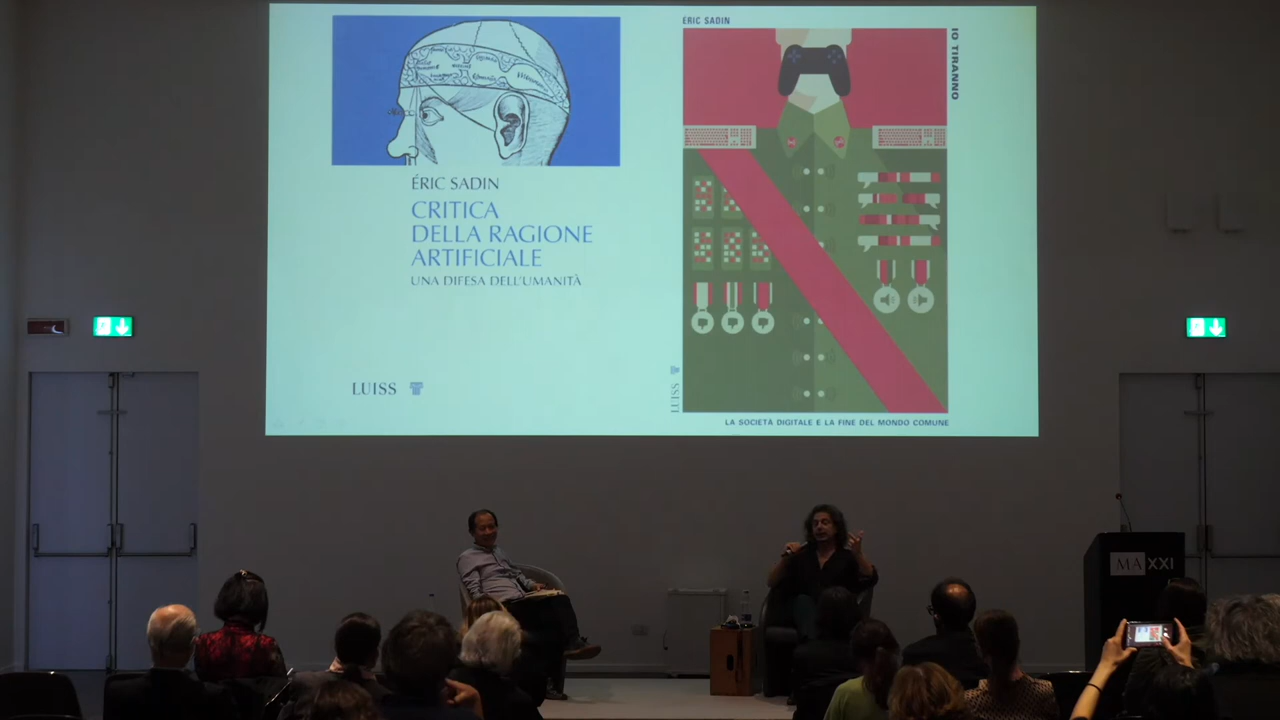 ÉRIC SADIN
CRITICA
DELLA RAGIONE
ARTIFICIALE
UNA DIFESA DELL'UMANITÀ
LUISS
ÉRIC SADIN
IO TIRANNO
LUISS
LA SOCIETÀ DIGITALE E LA FINE DEL MONDO COMUNE
MAXXI